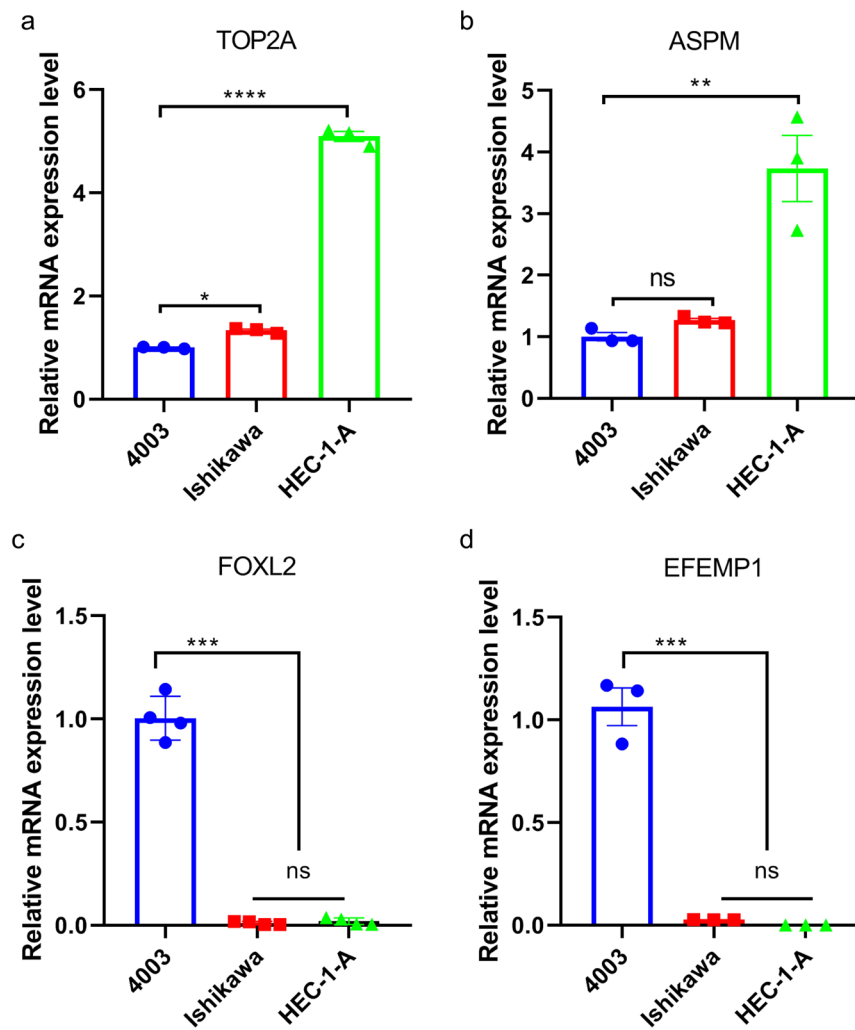 a
TOP2A
Relative mRNA expression level
6
4
2
0
****
*
4003
Ishikawa
HEC-1-A
b
ASPM
Relative mRNA expression level
5
4
3
2
1
0
**
ns
4003
Ishikawa
HEC-1-A
c
FOXL2
Relative mRNA expression level
1.5
1.0
0.5
0.0
***
ns
4003
Ishikawa
HEC-1-A
d
EFEMP1
Relative mRNA expression level
1.5
1.0
0.5
0.0
***
ns
4003
Ishikawa
HEC-1-A